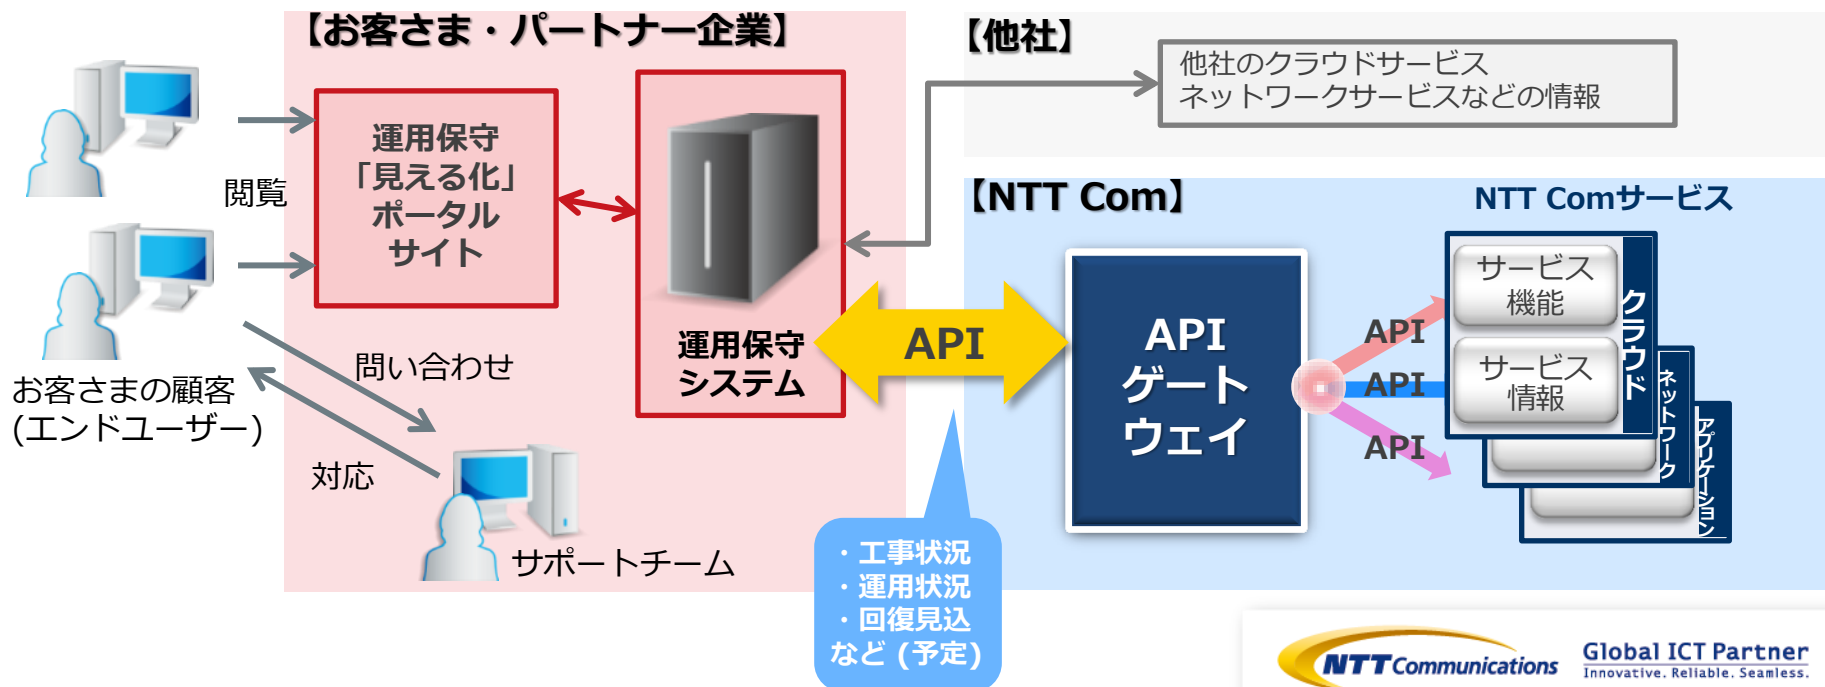 【お客さま・パートナー企業】
【他社】
他社のクラウドサービス
ネットワークサービスなどの情報
運用保守
「見える化」
ポータル
サイト
閲覧
運用保守
システム
お客さまの顧客
(エンドユーザー)
問い合わせ
対応
サポートチーム
API
・工事状況
・運用状況
・回復見込
など (予定)
【NTT Com】
NTT Comサービス
API
ゲート
ウェイ
API
API
API
サービス
機能
サービス
情報
クラウド
ネットワーク
アプリケーション
NTT Communications
Global ICT Partner
Innovative. Reliable. Seamless.